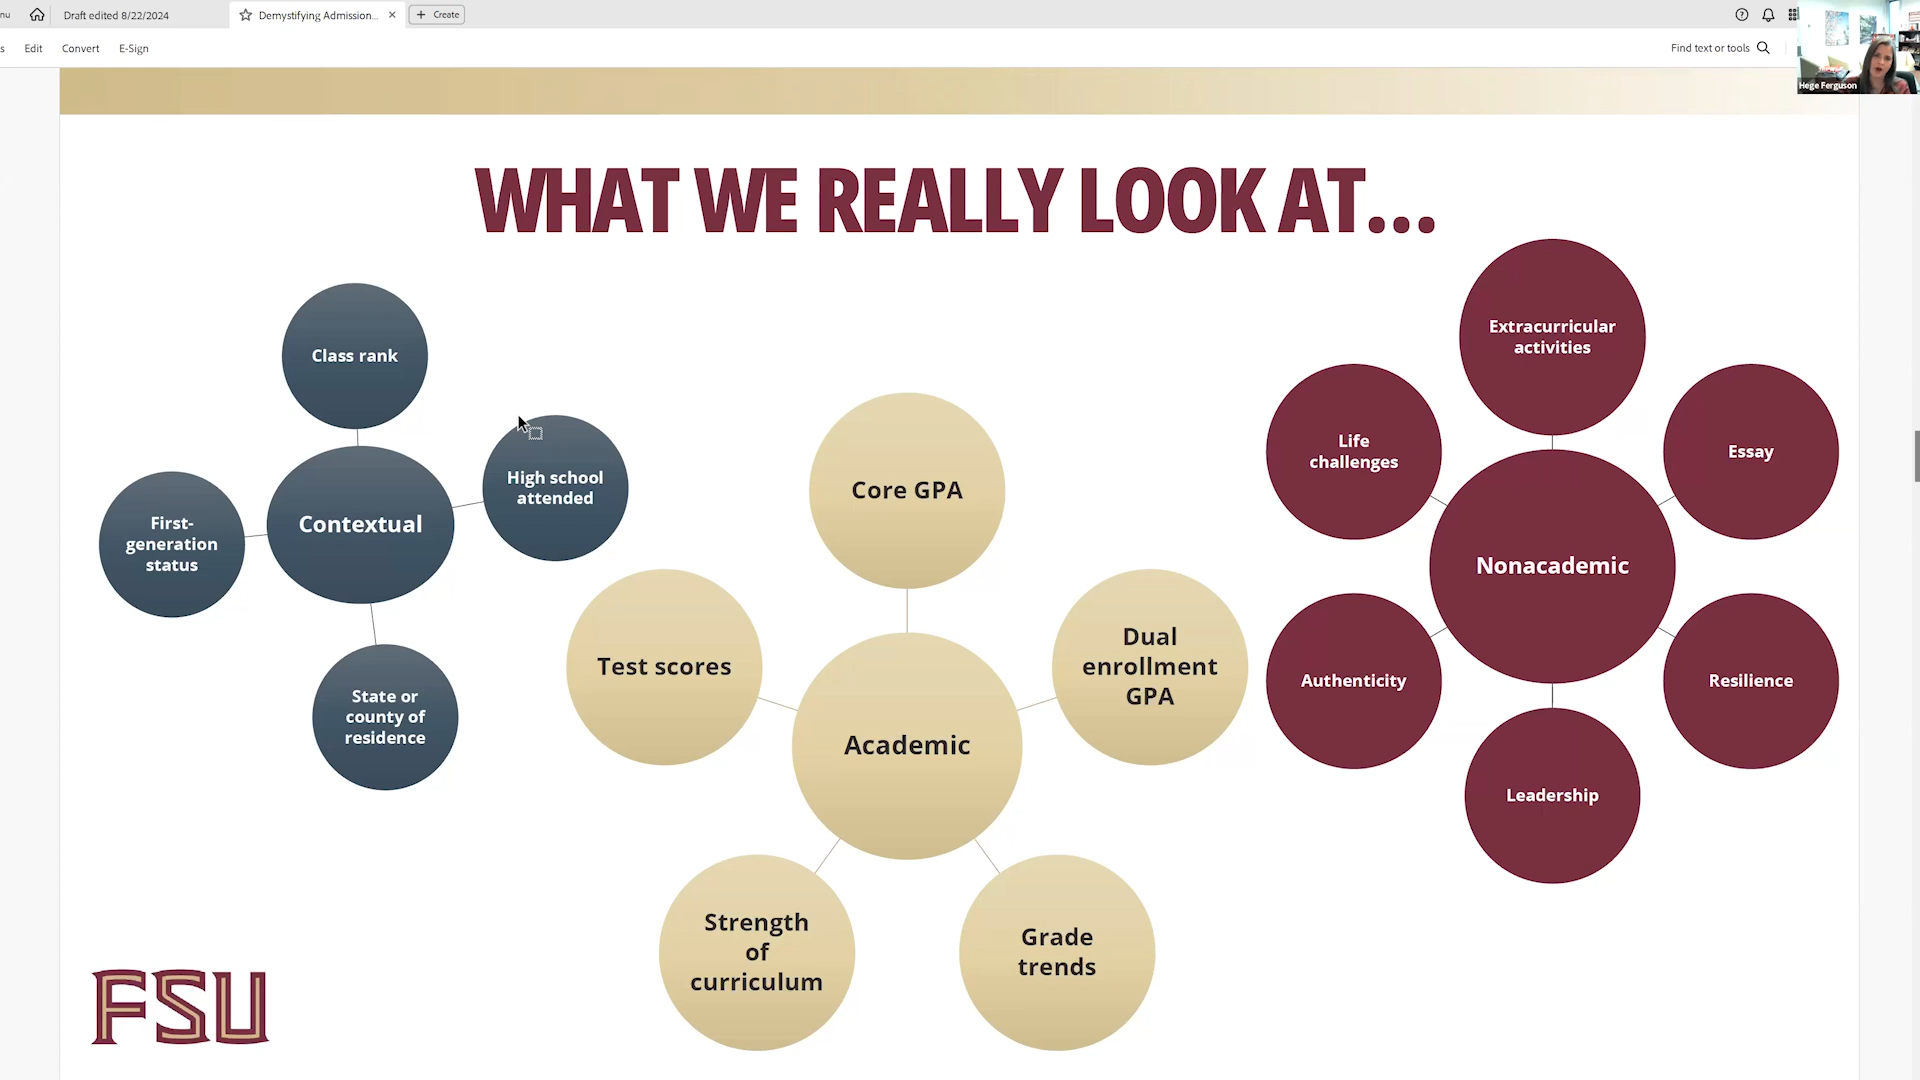 nu
Draft edited 8/22/2024
Demystifying Admission...
Create
s
Edit
Convert
E-Sign
Find text or tools
Hege Ferguson
WHAT WE REALLY LOOK AT...
Class rank
High school
attended
First-
generation
status
Contextual
State or
county of
residence
Core GPA
Test scores
Dual
enrollment
GPA
Academic
Strength
of
curriculum
Grade
trends
Extracurricular
activities
Life
challenges
Essay
Nonacademic
Authenticity
Resilience
Leadership
FSU